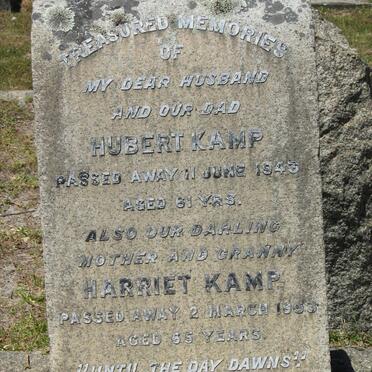 TREASURED MEMORIES
OF
MY DEAR HUSBAND
AND OUR DAD
HUBERT KAMP
PASSED AWAY 11 JUNE 1945
AGED 61 YRS.
ALSO OUR DARLING
MOTHER AND GRANNY
HARRIET KAMP
PASSED AWAY 2 MARCH
AGED 65 YEARS.
"UNTIL THE DAY DAWNS"